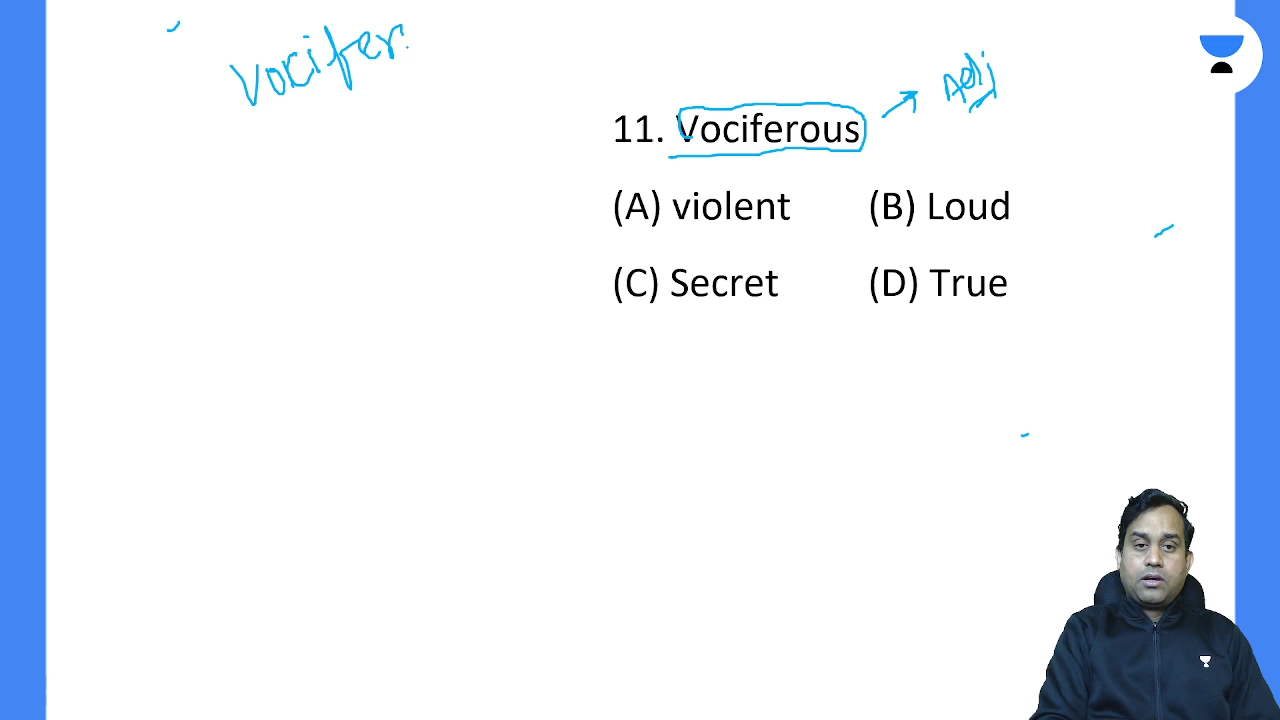 Vocifer.
Adj
11. Vociferous
(A) violent (B) Loud
(C) Secret (D) True